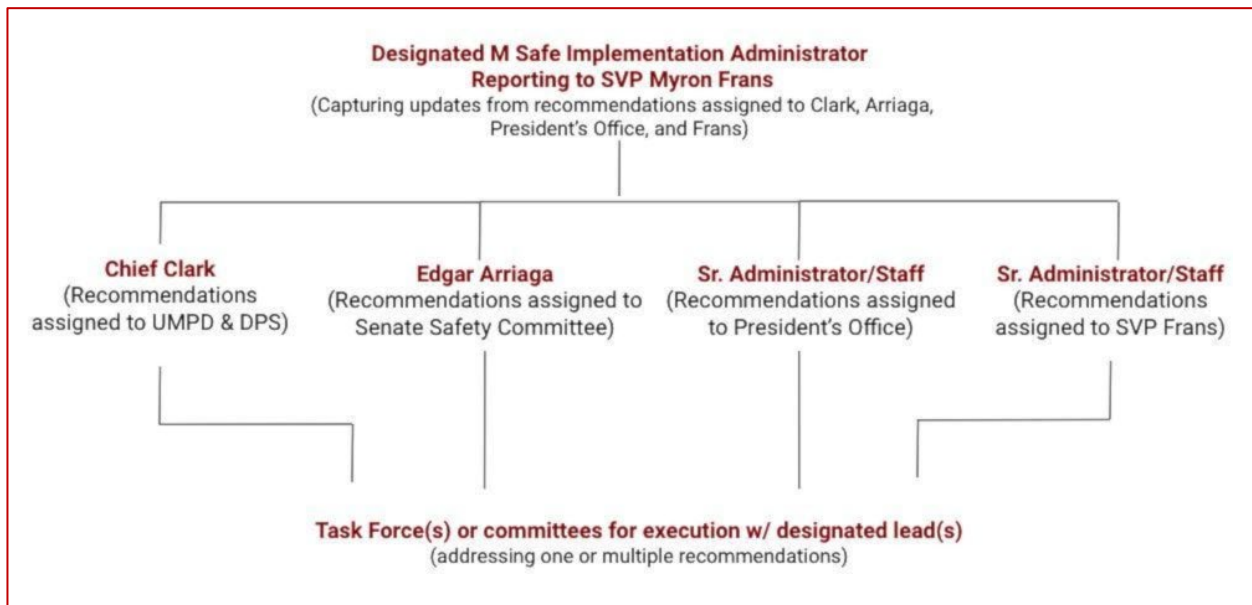 Designated M Safe Implementation Administrator
Reporting to SVP Myron Frans
(Capturing updates from recommendations assigned to Clark, Arriaga,
President's Office, and Frans)
Chief Clark
(Recommendations
assigned to UMPD & DPS)
Edgar Arriaga
(Recommendations assigned to
Senate Safety Committee)
Sr. Administrator/Staff
(Recommendations assigned
to President's Office)
Sr. Administrator/Staff
(Recommendations
assigned to SVP Frans)
Task Force(s) or committees for execution w/ designated lead(s)
(addressing one or multiple recommendations)